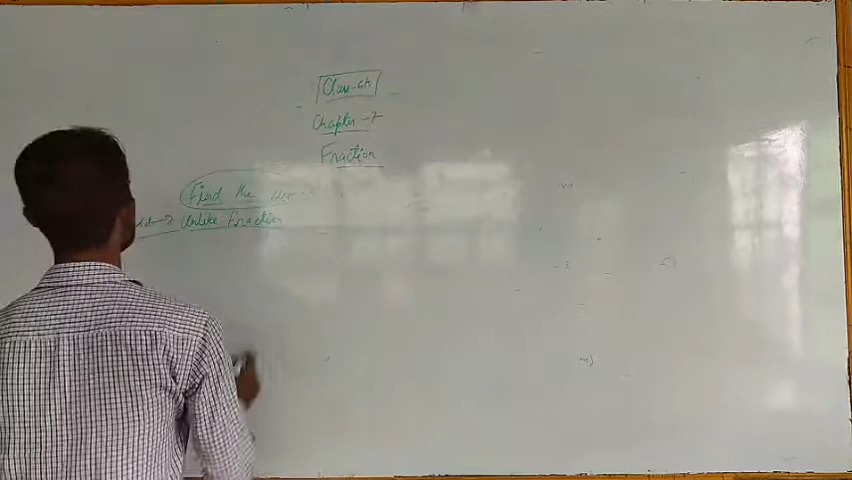 Class-6th
Chapter-7
Fraction
Find the
Unlike Fraction